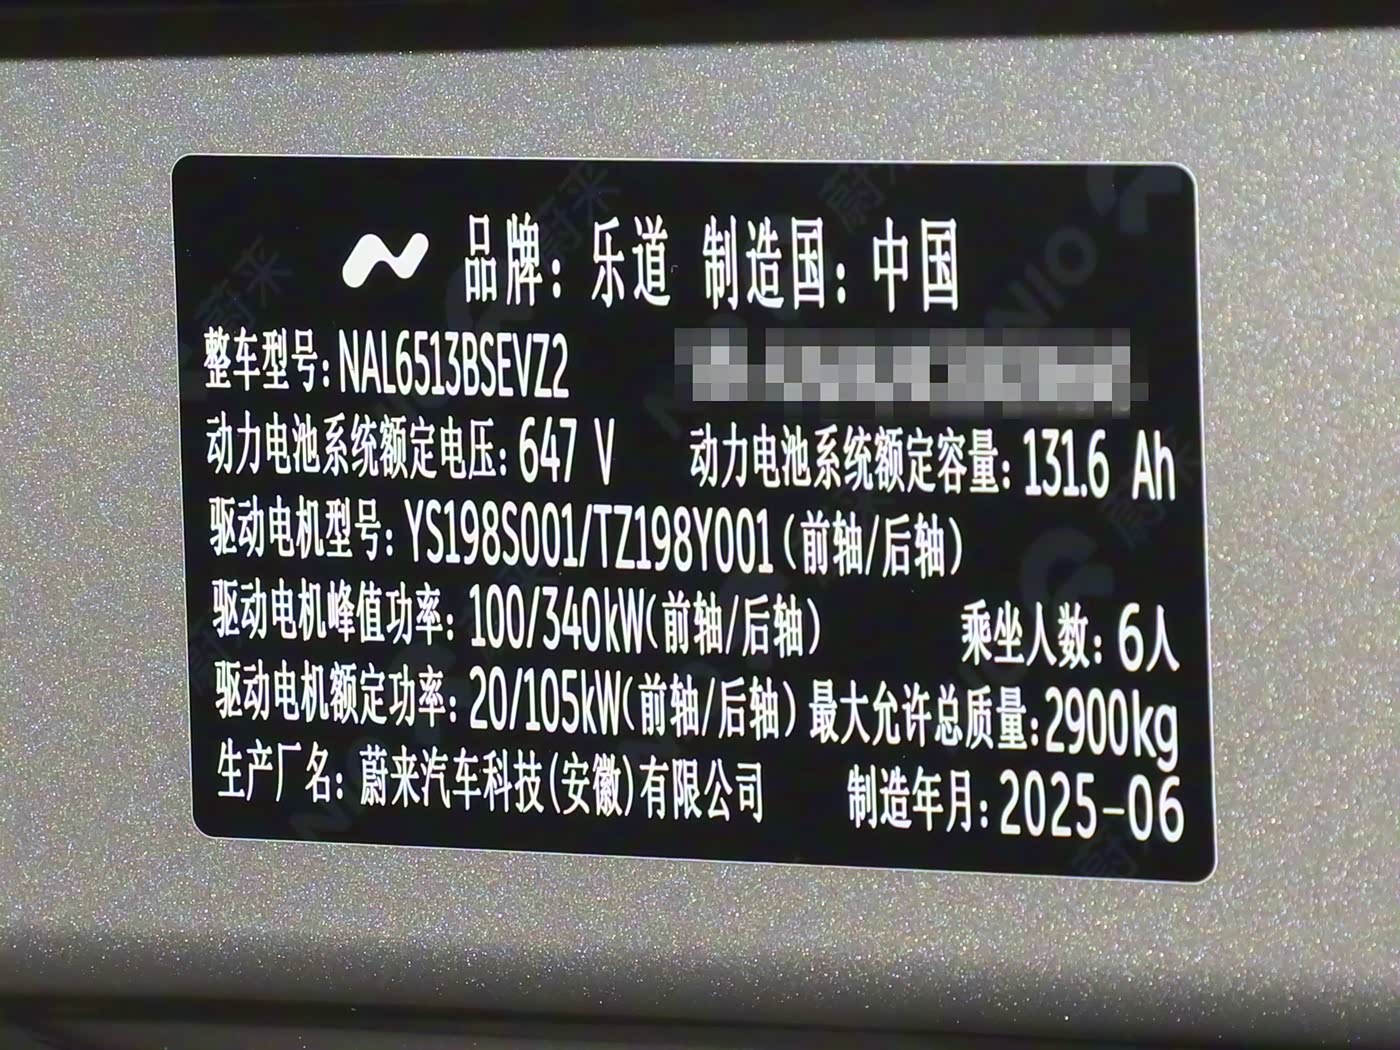 品牌：乐道 制造国：中国
整车型号：NAL6513BSEVZ2
动力电池系统额定电压：647 V 动力电池系统额定容量：131.6 Ah
驱动电机型号：YS198S001/TZ198Y001（前轴/后轴）
驱动电机峰值功率：100/340kW（前轴/后轴） 乘坐人数：6人
驱动电机额定功率：20/105kW（前轴/后轴） 最大允许总质量：2900kg
生产厂名：蔚来汽车科技（安徽）有限公司 制造年月：2025-06